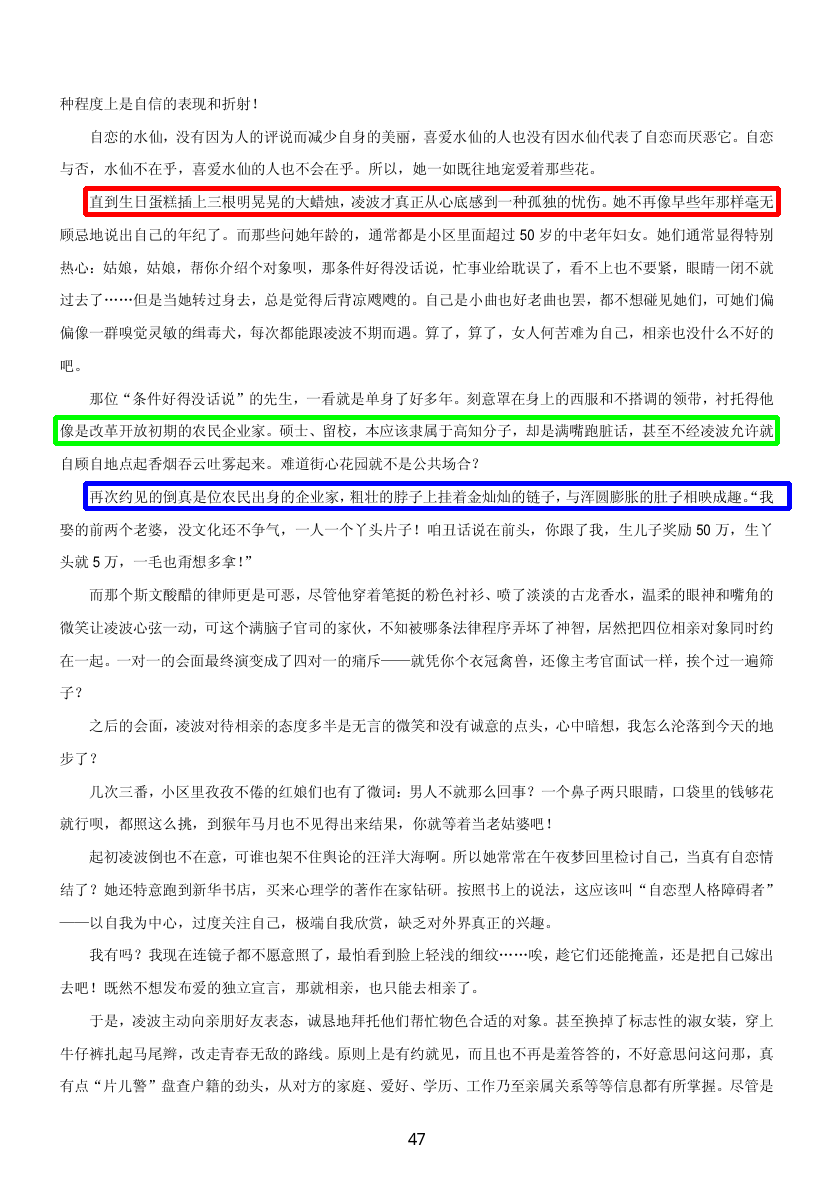 种程度上是自信的表现和折射！
自恋的水仙，没有因为人的评说而减少自身的美丽，喜爱水仙的人也没有因水仙代表了自恋而厌恶它。自恋
与否，水仙不在乎，喜爱水仙的人也不会在乎。所以，她一如既往地宠爱着那些花。
直到生日蛋糕插上三根明晃晃的大蜡烛，凌波才真正从心底感到一种孤独的忧伤。她不再像早些年那样毫无
顾忌地说出自己的年纪了。而那些问她年龄的，通常都是小区里面超过 50 岁的中老年妇女。她们通常显得特别
热心：姑娘，姑娘，帮你介绍个对象呗，那条件好得没话说，忙事业给耽误了，看不上也不要紧，眼睛一闭不就
过去了……但是当她转过身去，总是觉得后背凉飕飕的。自己是小曲也好老曲也罢，都不想碰见她们，可她们偏
偏像一群嗅觉灵敏的缉毒犬，每次都能跟凌波不期而遇。算了，算了，女人何苦难为自己，相亲也没什么不好的
吧。
那位“条件好得没话说”的先生，一看就是单身了好多年。刻意罩在身上的西服和不搭调的领带，衬托得他
像是改革开放初期的农民企业家。硕士、留校，本应该隶属于高知分子，却是满嘴跑脏话，甚至不经凌波允许就
自顾自地点起香烟吞云吐雾起来。难道街心花园就不是公共场合？
再次约见的倒真是位农民出身的企业家，粗壮的脖子上挂着金灿灿的链子，与浑圆膨胀的肚子相映成趣。“我
娶的前两个老婆，没文化还不争气，一人一个丫头片子！咱丑话说在前头，你跟了我，生儿子奖励 50 万，生丫
头就 5 万，一毛也甭想多拿！”
而那个斯文酸醋的律师更是可恶，尽管他穿着笔挺的粉色衬衫、喷了淡淡的古龙香水，温柔的眼神和嘴角的
微笑让凌波心弦一动，可这个满脑子官司的家伙，不知被哪条法律程序弄坏了神智，居然把四位相亲对象同时约
在一起。一对一的会面最终演变成了四对一的痛斥——就凭你个衣冠禽兽，还像主考官面试一样，挨个过一遍筛
子？
之后的会面，凌波对待相亲的态度多半是无言的微笑和没有诚意的点头，心中暗想，我怎么沦落到今天的地
步了？
几次三番，小区里孜孜不倦的红娘们也有了微词：男人不就那么回事？一个鼻子两只眼睛，口袋里的钱够花
就行呗，都照这么挑，到猴年马月也不见得出来结果，你就等着当老姑婆吧！
起初凌波倒也不在意，可谁也架不住舆论的汪洋大海啊。所以她常常在午夜梦回里检讨自己，当真有自恋情
结了？她还特意跑到新华书店，买来心理学的著作在家钻研。按照书上的说法，这应该叫“自恋型人格障碍者”
——以自我为中心，过度关注自己，极端自我欣赏，缺乏对外界真正的兴趣。
我有吗？我现在连镜子都不愿意照了，最怕看到脸上轻浅的细纹……唉，趁它们还能掩盖，还是把自己嫁出
去吧！既然不想发布爱的独立宣言，那就相亲，也只能去相亲了。
于是，凌波主动向亲朋好友表态，诚恳地拜托他们帮忙物色合适的对象。甚至换掉了标志性的淑女装，穿上
牛仔裤扎起马尾辫，改走青春无敌的路线。原则上是有约就见，而且也不再是羞答答的，不好意思问这问那，真
有点“片儿警”盘查户籍的劲头，从对方的家庭、爱好、学历、工作乃至亲属关系等等信息都有所掌握。尽管是
47